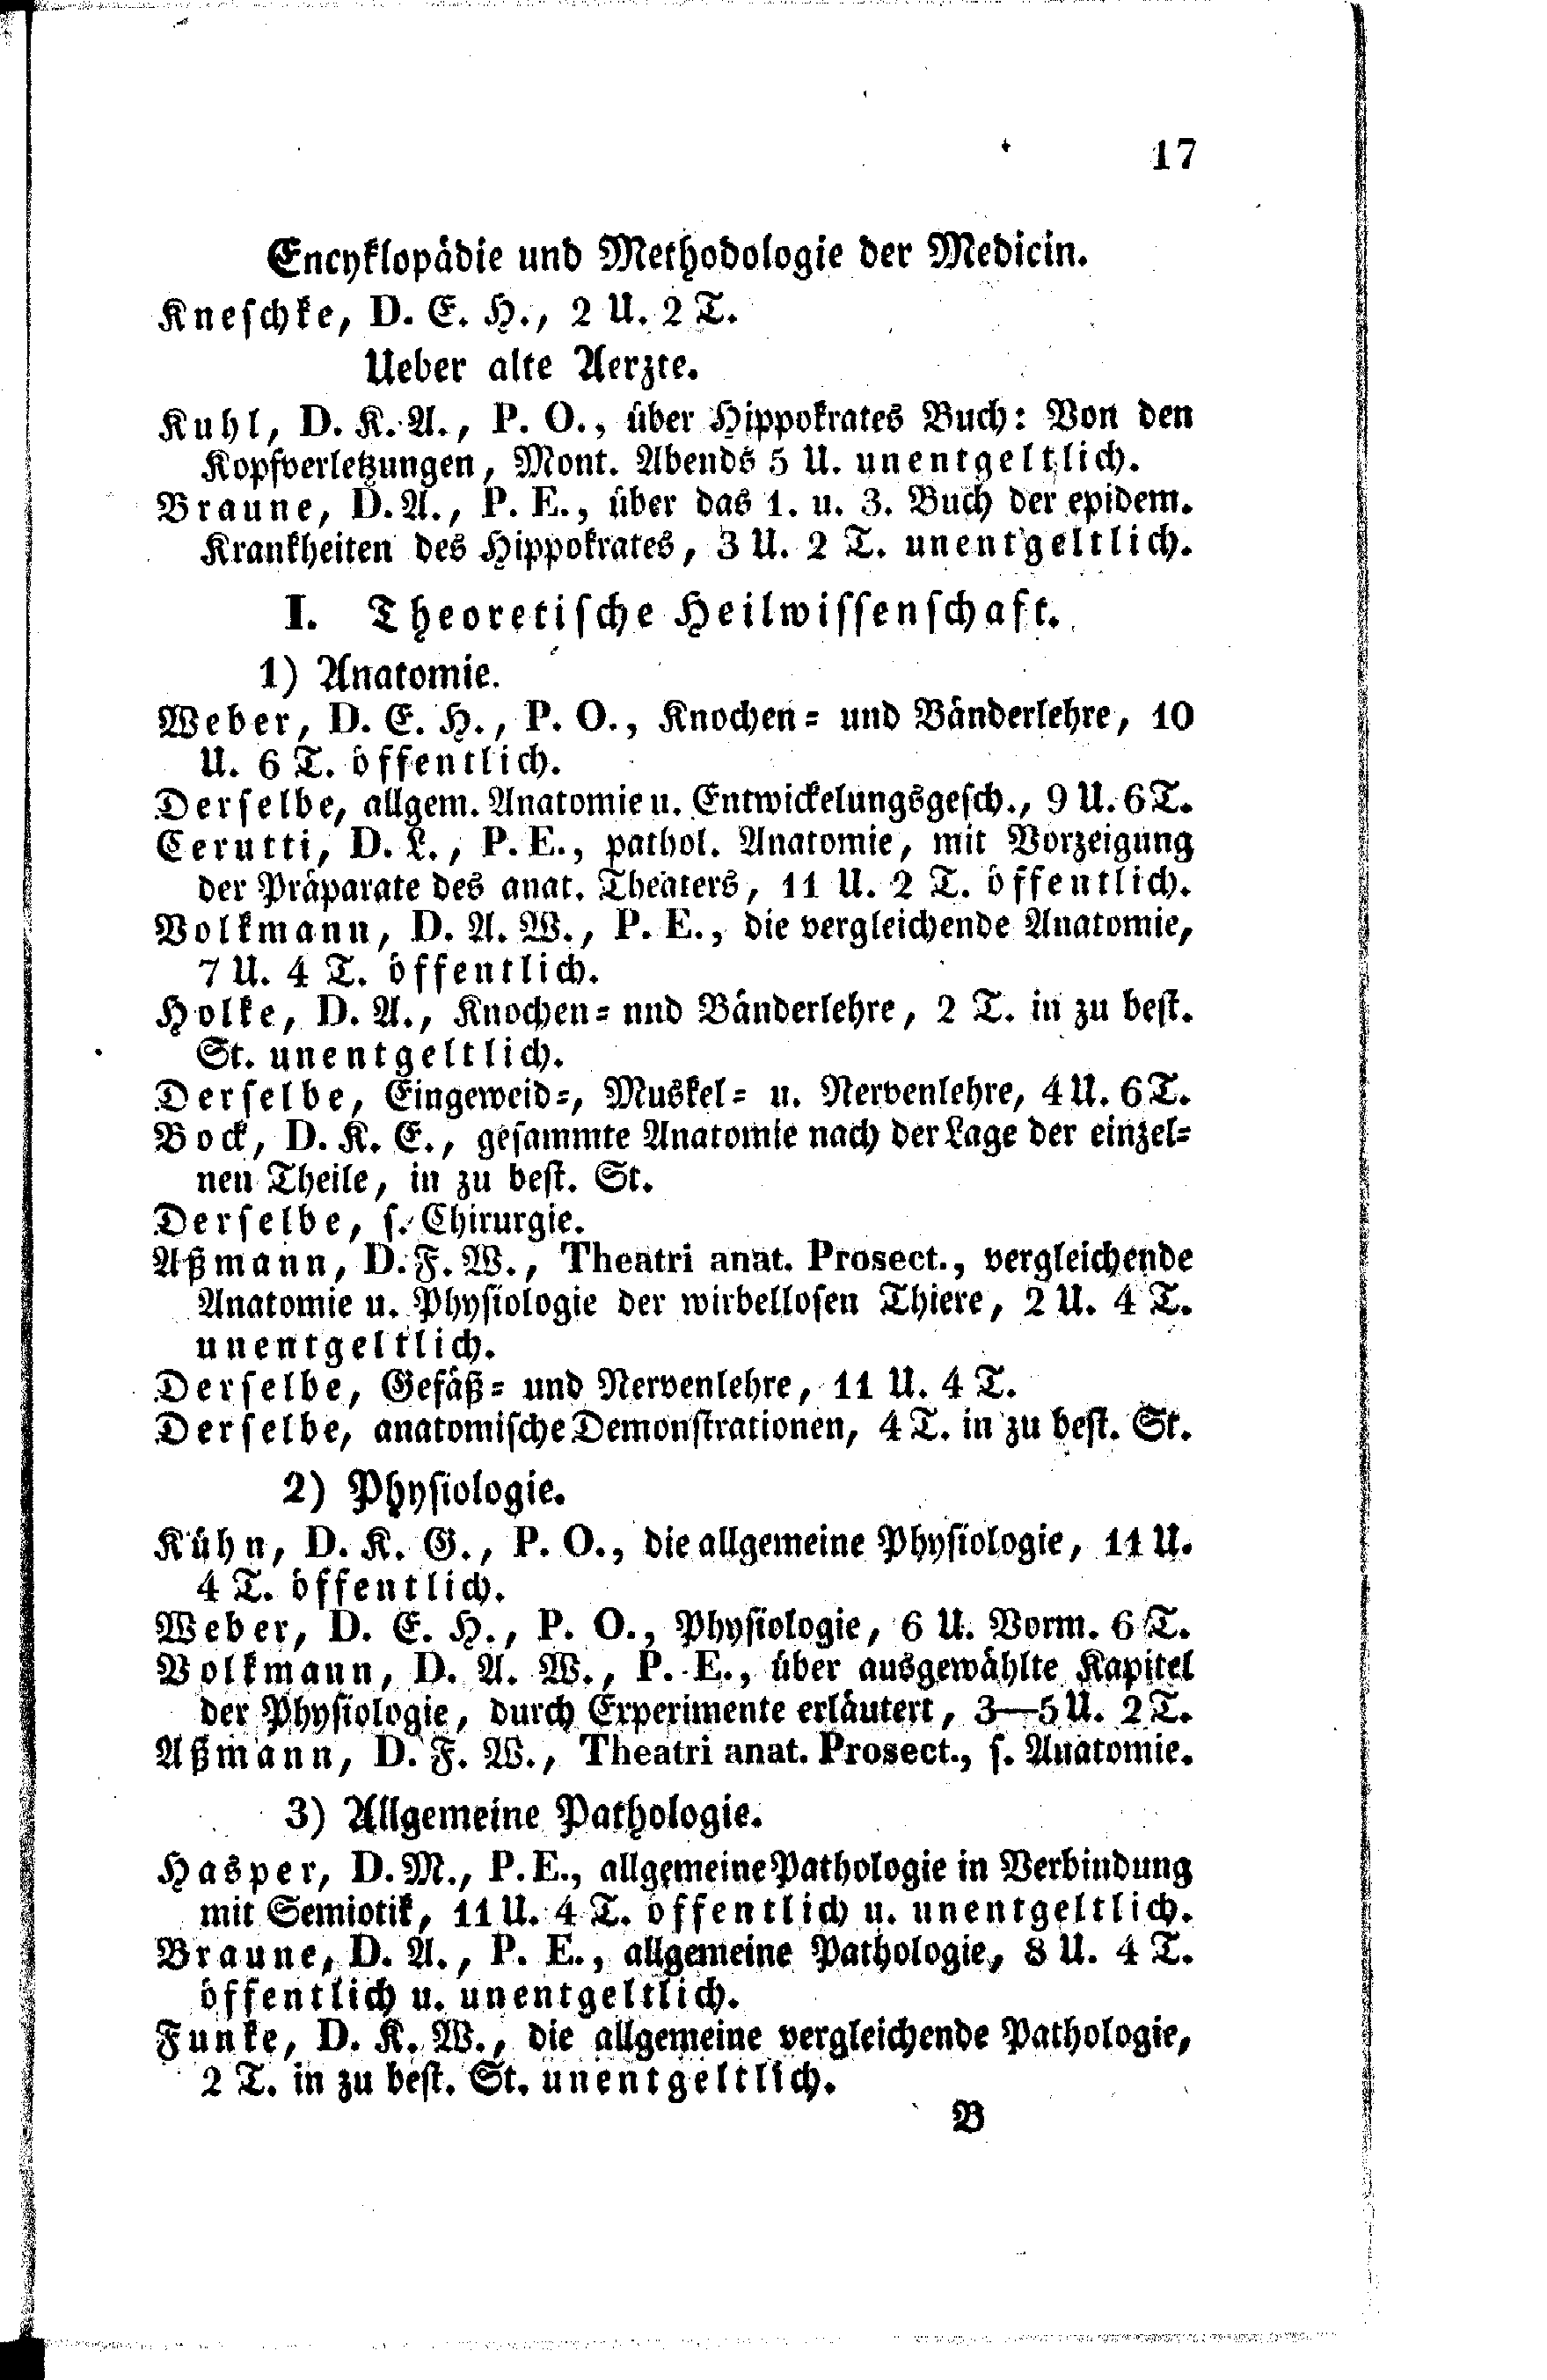 17
Encyklopädie und Methodologie der Medicin.
Kneschke, D. E. H., 2 U. 2 T.
Ueber alte Aerzte.
Kuhl, D. K. A., P. O., über Hippokrates Buch: Von den
Kopfverletzungen, Mont. Abends 5 U. unentgeltlich.
Braune, D. A., P. E., über das 1. u. 3. Buch der epidem.
Krankheiten des Hippokrates, 3 U. 2 T. unentgeltlich.
I. Theoretische Heilwissenschaft.
1) Anatomie.
Weber, D. E. H., P. O., Knochen- und Bänderlehre, 10
U. 6 T. öffentlich.
Derselbe, allgem. Anatomie u. Entwickelungsgesch., 9 U. 6 T.
Cerutti, D. L., P. E., pathol. Anatomie, mit Vorzeigung
der Präparate des anat. Theaters, 11 U. 2 T. öffentlich.
Volkmann, D. A. W., P. E., die vergleichende Anatomie,
7 U. 4 T. öffentlich.
Holke, D. A., Knochen- nnd Bänderlehre, 2 T. in zu best.
St. unentgeltlich.
Derselbe, Eingeweid-, Muskel- u. Nervenlehre, 4 U. 6 T.
Bock, D. K. E., gesammte Anatomie nach der Lage der einzel-
nen Theile, in zu best. St.
Derselbe, s. Chirurgie.
Aßmann, D. F. W., Theatri anat. Prosect., vergleichende
Anatomie u. Physiologie der wirbellosen Thiere, 2 U. 4 T.
unentgeltlich.
Derselbe, Gefäß- und Nervenlehre, 11 U. 4 T.
Derselbe, anatomische Demonstrationen, 4 T. in zu best. St.
2) Physiologie.
Kühn, D. K. G., P. O., die allgemeine Physiologie, 11 U.
4 T. öffentlich.
Weber, D. E. H., P. O., Physiologie, 6 U. Vorm. 6 T.
Volkmann, D. A. W., P. E., über ausgewählte Kapitel
der Physiologie, durch Experimente erläutert, 3—5 U. 2 T.
Aßmann, D. F. W., Theatri anat. Prosect., s. Anatomie.
3) Allgemeine Pathologie.
Hasper, D. M., P. E., allgemeine Pathologie in Verbindung
mit Semiotik, 11 U. 4 T. öffentlich u. unentgeltlich.
Braune, D. A., P. E., allgemeine Pathologie, 8 U. 4 T.
öffentlich u. unentgeltlich.
Funke, D. K. W., die allgemeine vergleichende Pathologie,
2 T. in zu best. St. unentgeltlich.
B